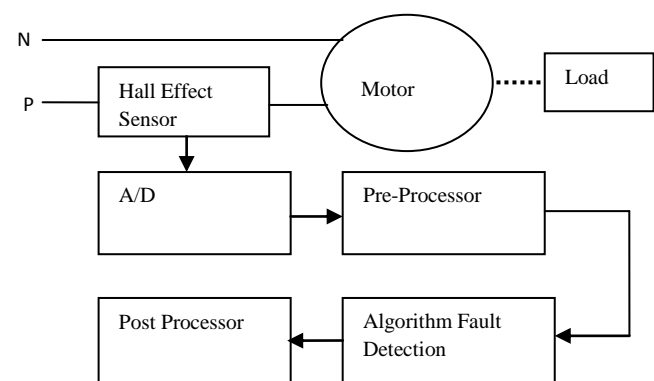 N
P
Hall Effect
Sensor
Motor
Load
A/D
Pre-Processor
Post Processor
Algorithm Fault
Detection